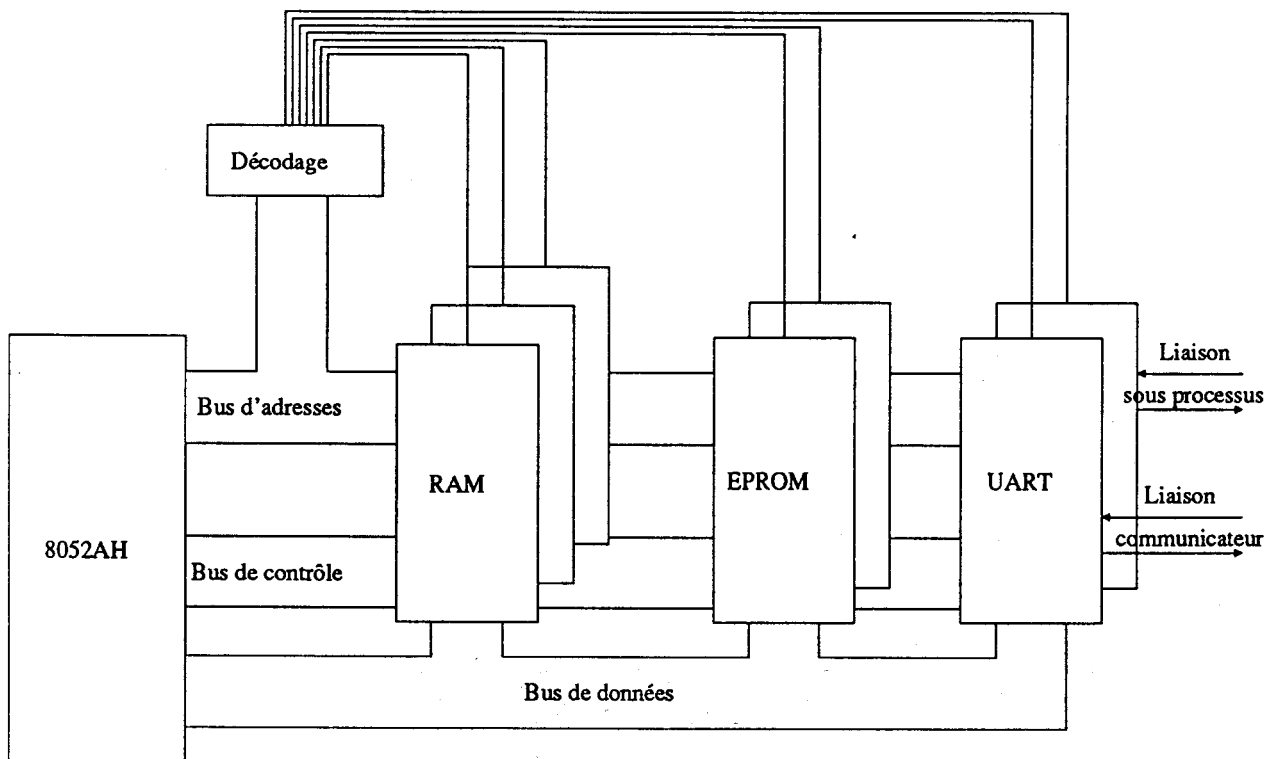 Décodage
Liaison
sous processus
Bus d'adresses
RAM
EPROM
UART
Liaison
communicateur
8052AH
Bus de contrôle
Bus de données